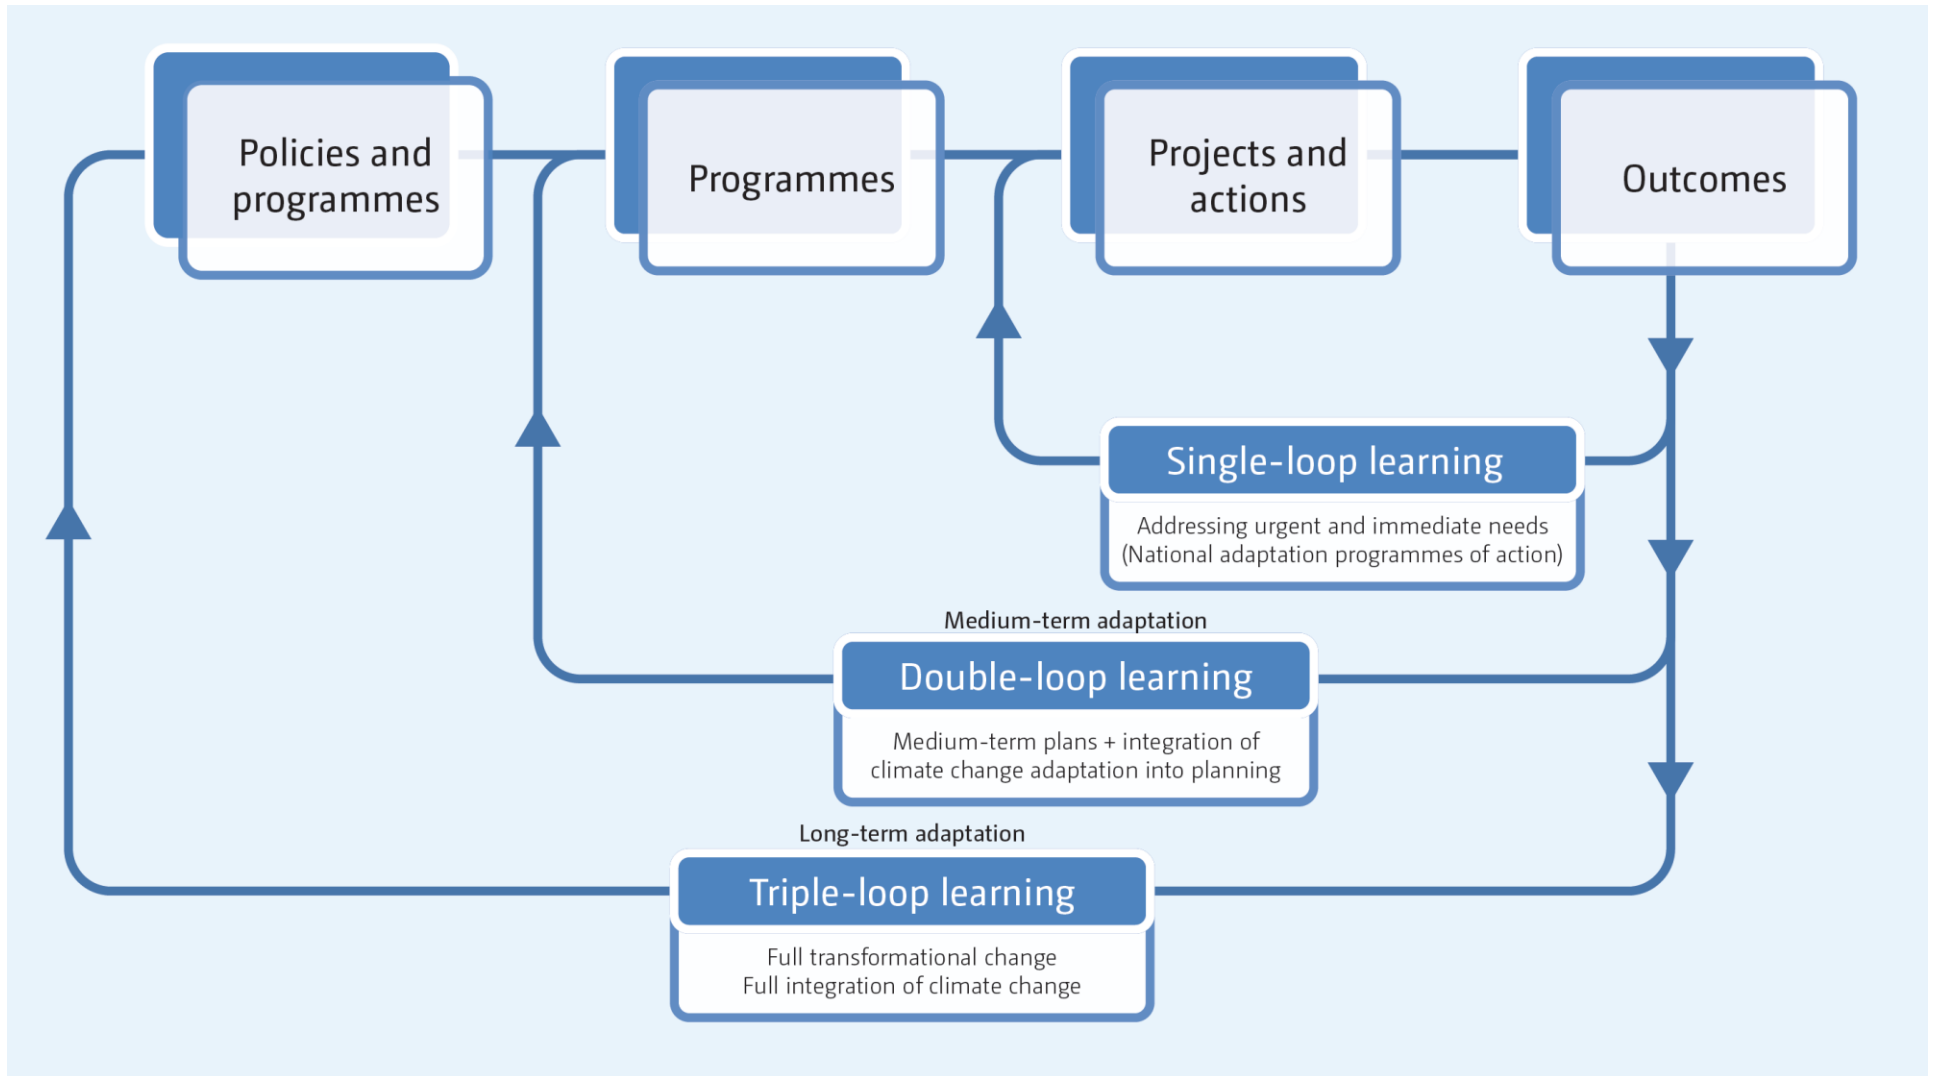 Policies and
programmes
Programmes
Projects and
actions
Outcomes
Single-loop learning
Addressing urgent and immediate needs
(National adaptation programmes of action)
Medium-term adaptation
Double-loop learning
Medium-term plans + integration of
climate change adaptation into planning
Long-term adaptation
Triple-loop learning
Full transformational change
Full integration of climate change